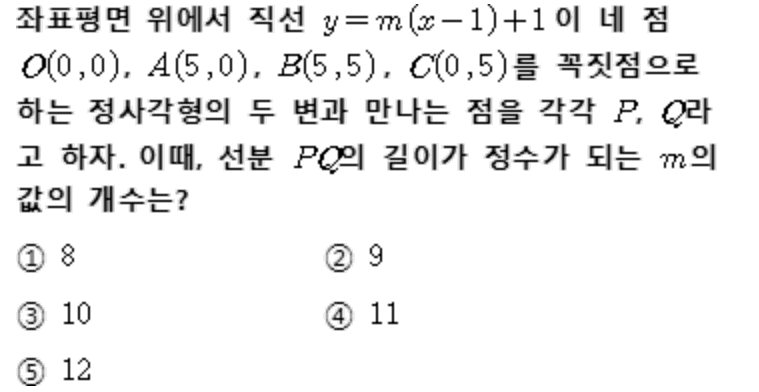 좌표평면 위에서 직선 y=m(x-1)+1이 네 점
O(0,0), A(5,0), B(5,5), C(0,5)를 꼭짓점으로
하는 정사각형의 두 변과 만나는 점을 각각 P, Q라
고 하자. 이때, 선분 PQ의 길이가 정수가 되는 m의
값의 개수는?
① 8 ② 9
③ 10 ④ 11
⑤ 12